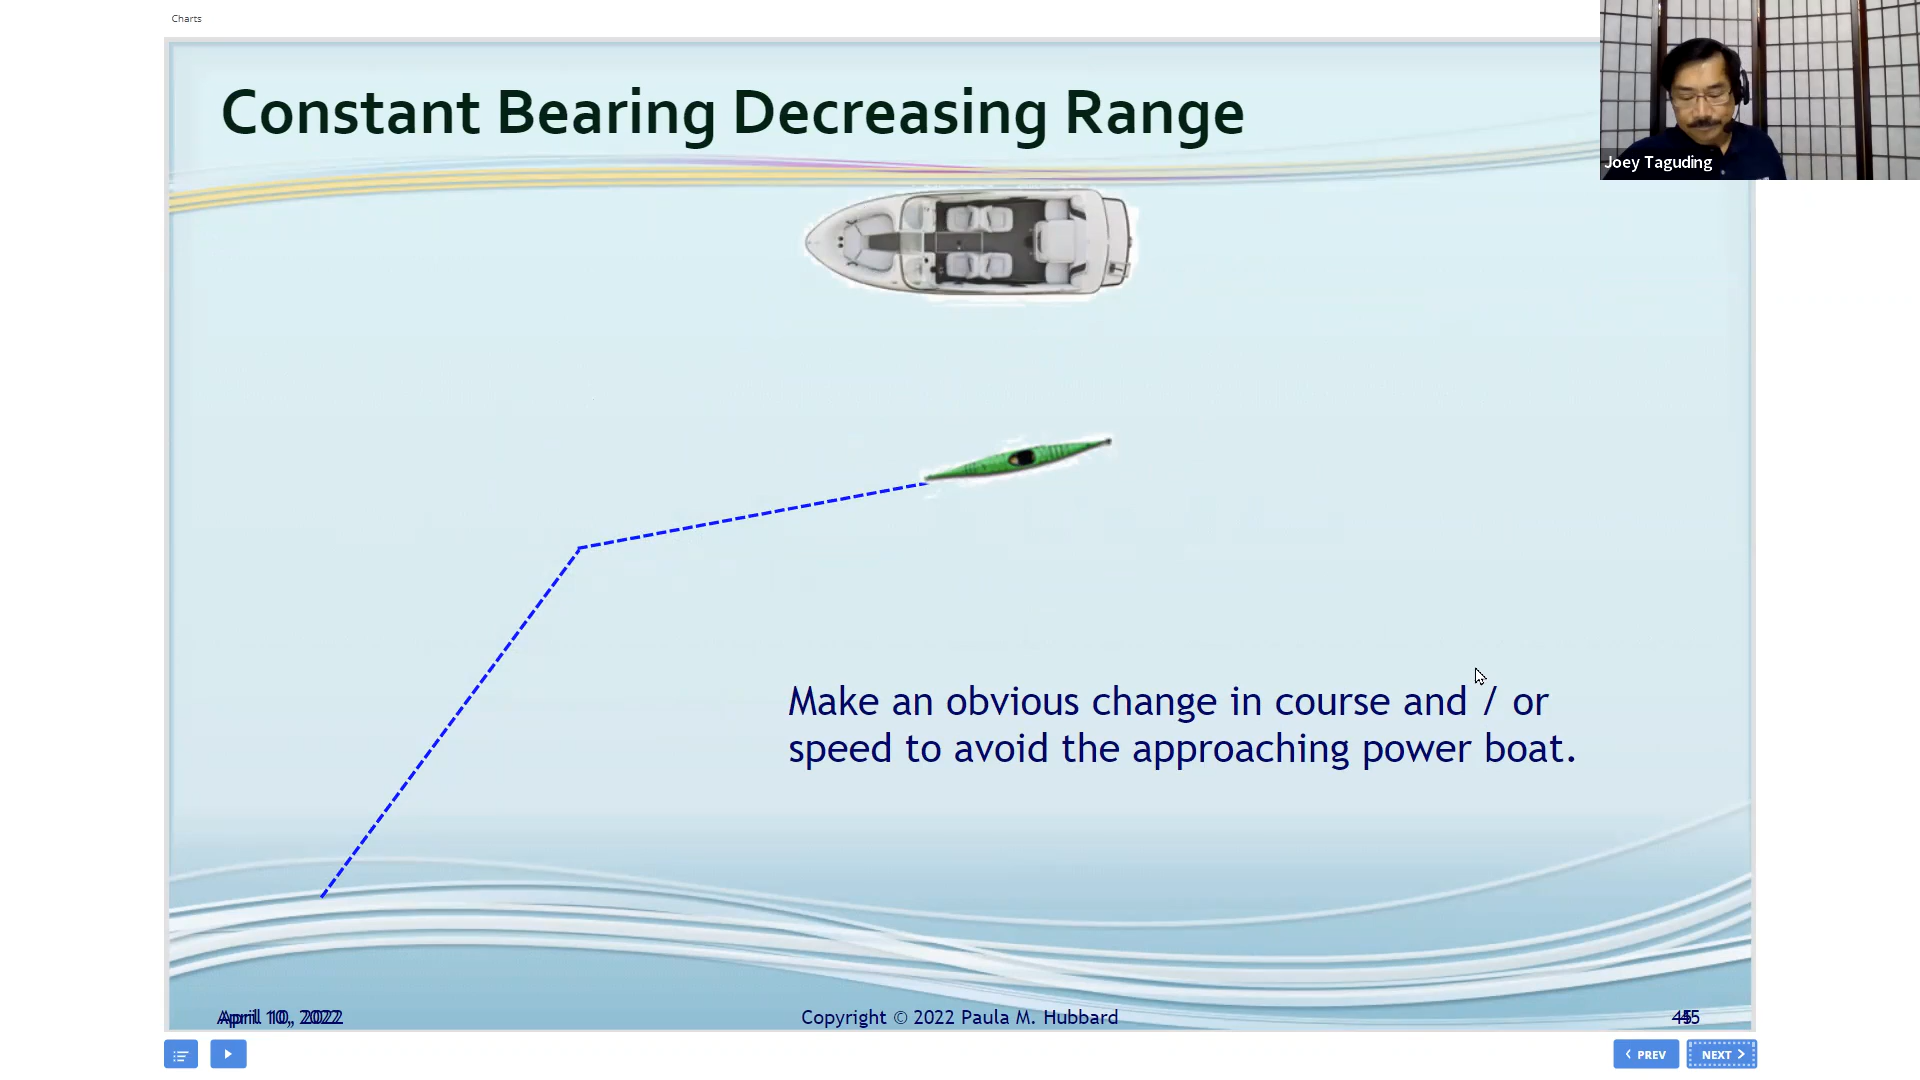 Charts
Constant Bearing Decreasing Range
Joey Taguding
Make an obvious change in course and / or
speed to avoid the approaching power boat.
April 10, 2022
Copyright © 2022 Paula M. Hubbard
45
PREV
NEXT